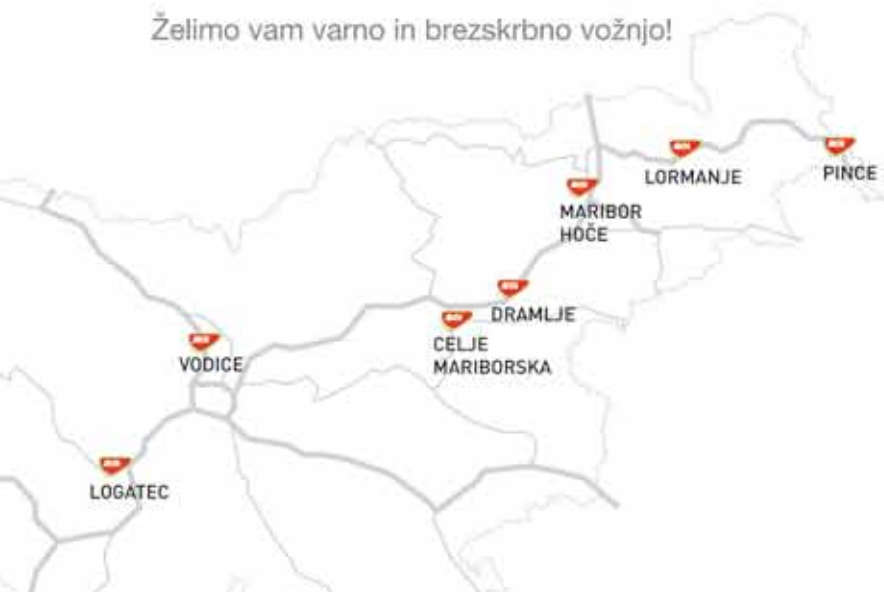 Želimo vam varno in brezskrbno vožnjo!
LORMANJE
PINCE
MARIBOR
HOČE
DRAMLJE
CELJE
MARIBORSKA
VODICE
LOGATEC